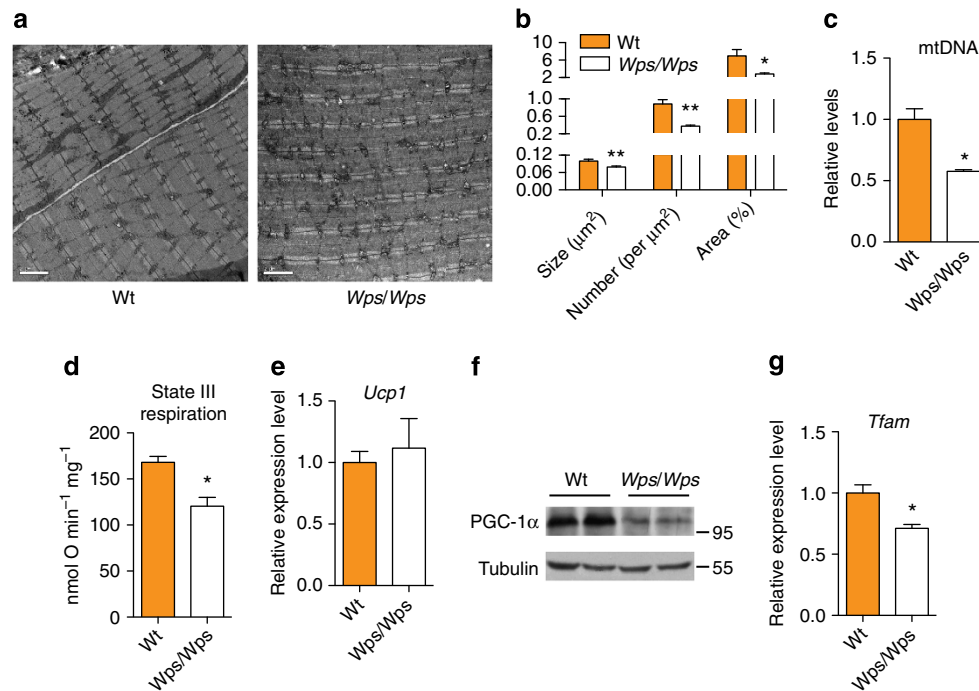 a
Wt
Wps/Wps
b
Wt
Wps/Wps
10
6
2
1.0
0.6
0.2
0.12
0.06
0.00
*
**
**
Size (μm²)
Number (per μm²)
Area (%)
c
mtDNA
Relative levels
1.0
0.5
0.0
*
Wt
Wps/Wps
d
State III
respiration
nmol O min⁻¹ mg⁻¹
200
150
100
50
0
*
Wt
Wps/Wps
e
Ucp1
Relative expression level
1.5
1.0
0.5
0.0
Wt
Wps/Wps
f
Wt Wps/Wps
PGC-1α
95
Tubulin
55
g
Tfam
Relative expression level
1.5
1.0
0.5
0.0
*
Wt
Wps/Wps